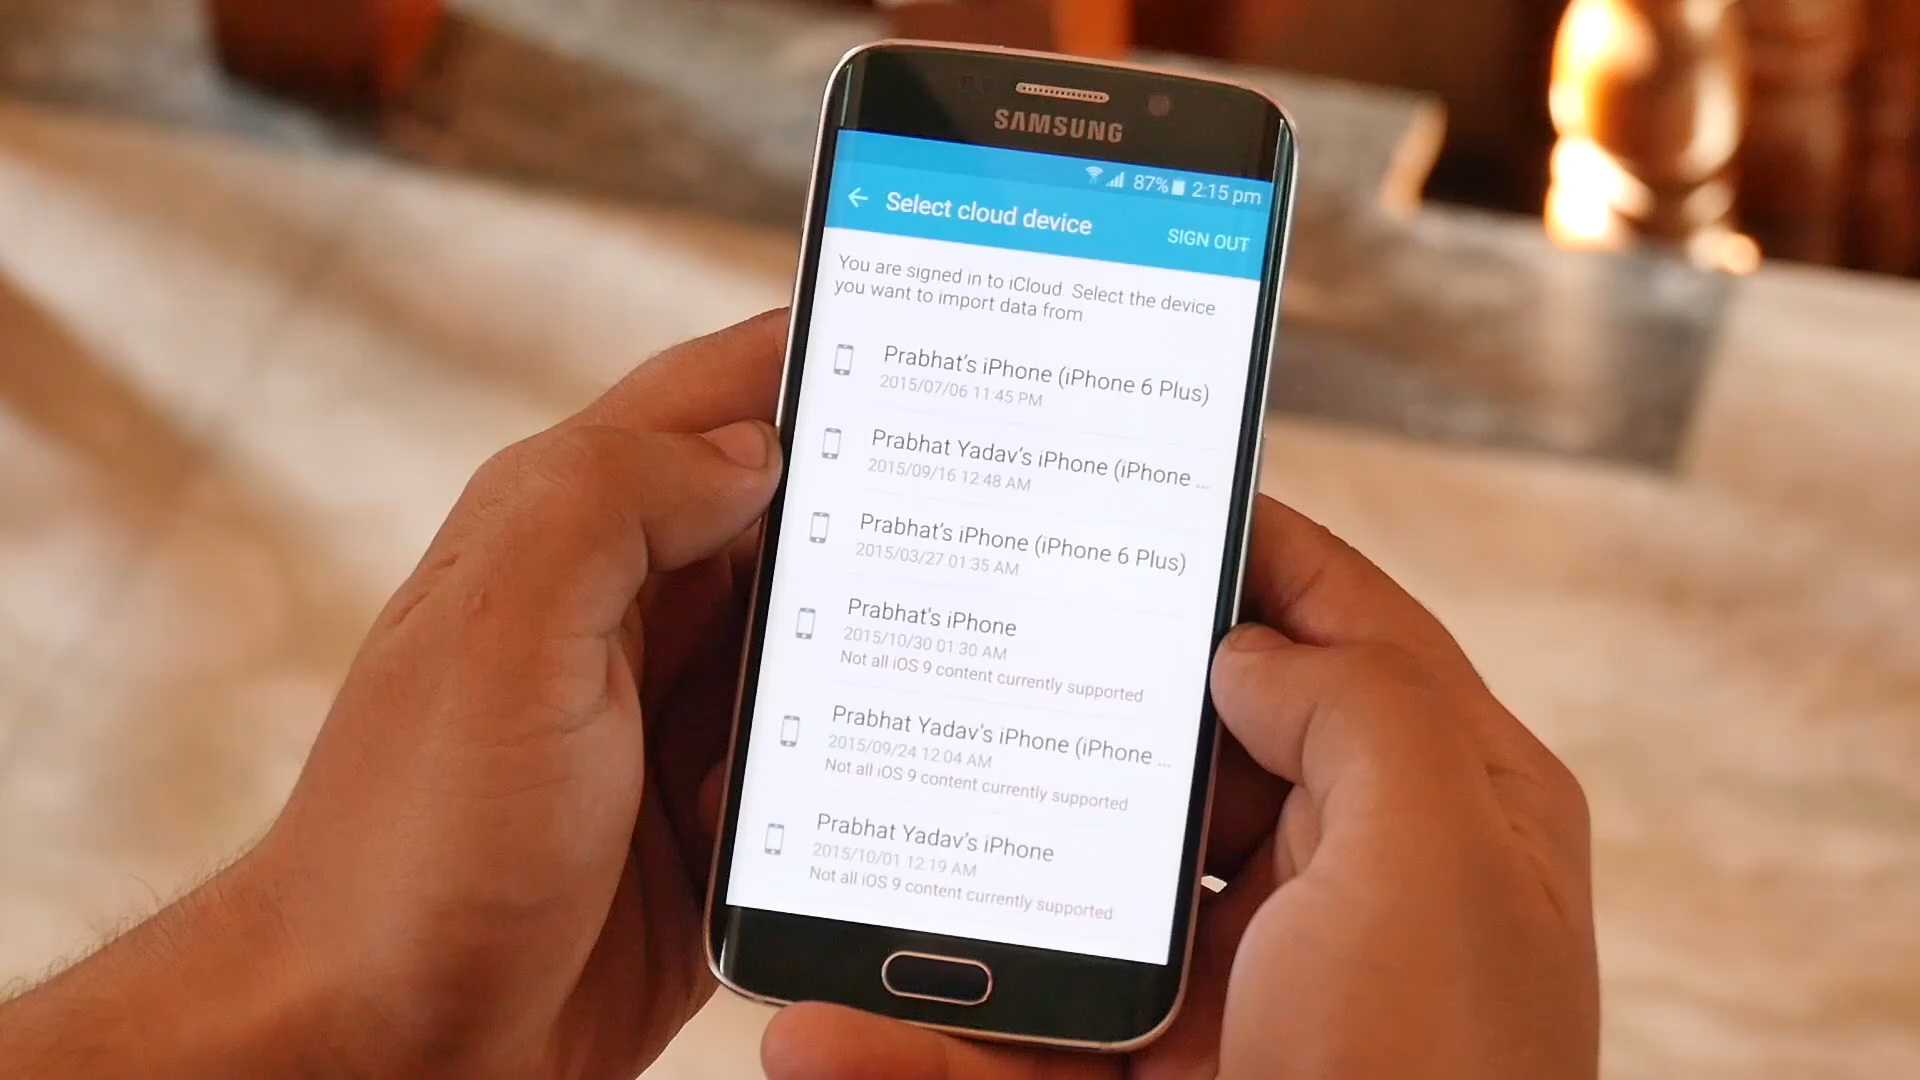 SAMSUNG
87% 2:15 pm
Select cloud device
SIGN OUT
You are signed in to iCloud. Select the device
you want to import data from
Prabhat's iPhone (iPhone 6 Plus)
2015/07/06 11:45 PM
Prabhat Yadav's iPhone (iPhone ...
2015/09/16 12:48 AM
Prabhat's iPhone (iPhone 6 Plus)
2015/03/27 01:35 AM
Prabhat's iPhone
2015/10/30 01:30 AM
Not all iOS 9 content currently supported
Prabhat Yadav's iPhone (iPhone ...
2015/09/24 12:04 AM
Not all iOS 9 content currently supported
Prabhat Yadav's iPhone
2015/10/01 12:19 AM
Not all iOS 9 content currently supported